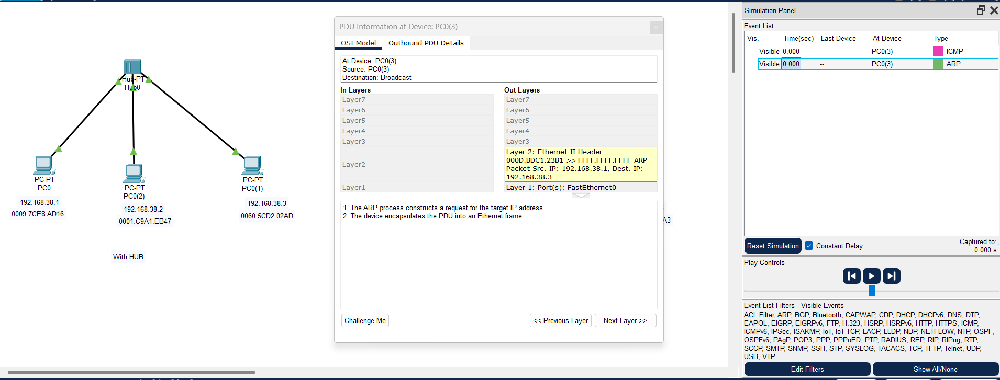 Hub-PT
Hub0
PC-PT
PC0
192.168.38.1
0009.7CE8.AD16
PC-PT
PC0(2)
192.168.38.2
0001.C9A1.EB47
PC-PT
PC0(1)
192.168.38.3
0060.5CD2.02AD
With HUB
A3
PDU Information at Device: PC0(3)
OSI Model Outbound PDU Details
At Device: PC0(3)
Source: PC0(3)
Destination: Broadcast
In Layers
Layer7
Layer6
Layer5
Layer4
Layer3
Layer2
Layer1
Out Layers
Layer7
Layer6
Layer5
Layer4
Layer3
Layer 2: Ethernet II Header
000D.BDC1.23B1 >> FFFF.FFFF.FFFF ARP
Packet Src. IP: 192.168.38.1, Dest. IP:
192.168.38.3
Layer 1: Port(s): FastEthernet0
1. The ARP process constructs a request for the target IP address.
2. The device encapsulates the PDU into an Ethernet frame.
Challenge Me << Previous Layer Next Layer >>
Simulation Panel
Event List
Vis. Time(sec) Last Device At Device Type
Visible 0.000 -- PC0(3) ICMP
Visible 0.000 -- PC0(3) ARP
Reset Simulation Constant Delay
Captured to:
0.000 s
Play Controls
Event List Filters - Visible Events
ACL Filter, ARP, BGP, Bluetooth, CAPWAP, CDP, DHCP, DHCPv6, DNS, DTP,
EAPOL, EIGRP, EIGRPv6, FTP, H.323, HSRP, HSRPv6, HTTP, HTTPS, ICMP,
ICMPv6, IPSec, ISAKMP, IoT, IoT TCP, LACP, LLDP, NDP, NETFLOW, NTP, OSPF,
OSPFv6, PAgP, POP3, PPP, PPPoED, PTP, RADIUS, REP, RIP, RIPng, RTP,
SCCP, SMTP, SNMP, SSH, STP, SYSLOG, TACACS, TCP, TFTP, Telnet, UDP,
USB, VTP
Edit Filters Show All/None